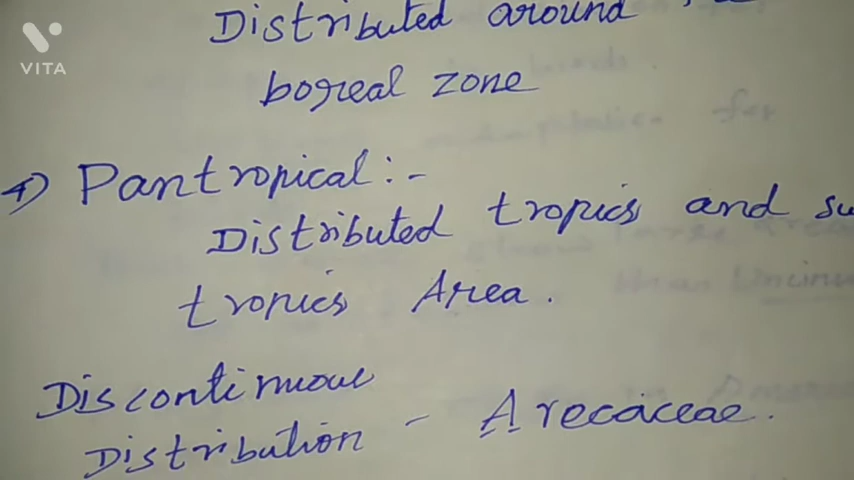 VITA
Distributed around
boreal zone
4) Pantropical :-
Distributed tropics and su
tropics Area.
Discontinuous
Distribution - Arecaceae.